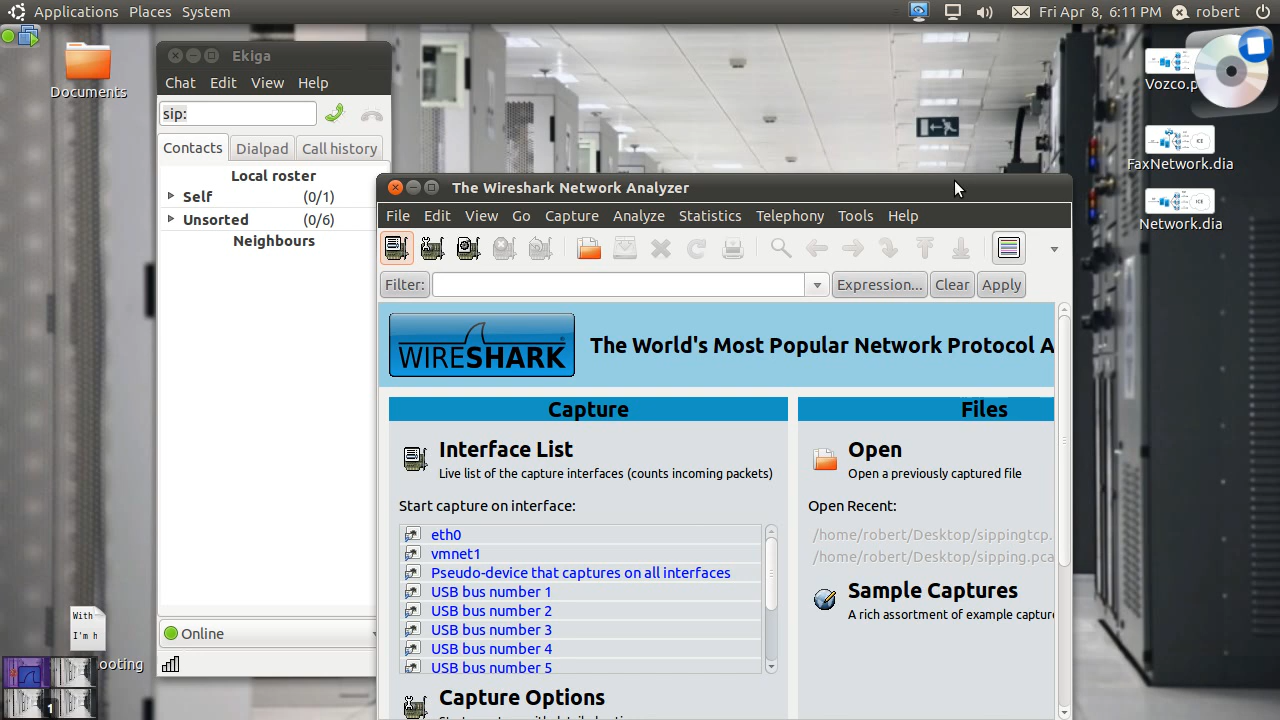 Applications Places System
Fri Apr 8, 6:11 PM robert
Documents
Vozco.p
FaxNetwork.dia
Network.dia
Ekiga
Chat Edit View Help
sip:
Contacts Dialpad Call history
Local roster
Self (0/1)
Unsorted (0/6)
Neighbours
Online
The Wireshark Network Analyzer
File Edit View Go Capture Analyze Statistics Telephony Tools Help
Filter: Expression... Clear Apply
WIRESHARK
The World's Most Popular Network Protocol A
Capture
Interface List
Live list of the capture interfaces (counts incoming packets)
Start capture on interface:
eth0
vmnet1
Pseudo-device that captures on all interfaces
USB bus number 1
USB bus number 2
USB bus number 3
USB bus number 4
USB bus number 5
Capture Options
Files
Open
Open a previously captured file
Open Recent:
/home/robert/Desktop/sippingtcp.
/home/robert/Desktop/sipping.pca
Sample Captures
A rich assortment of example capture
With
I'm h
ooting
1